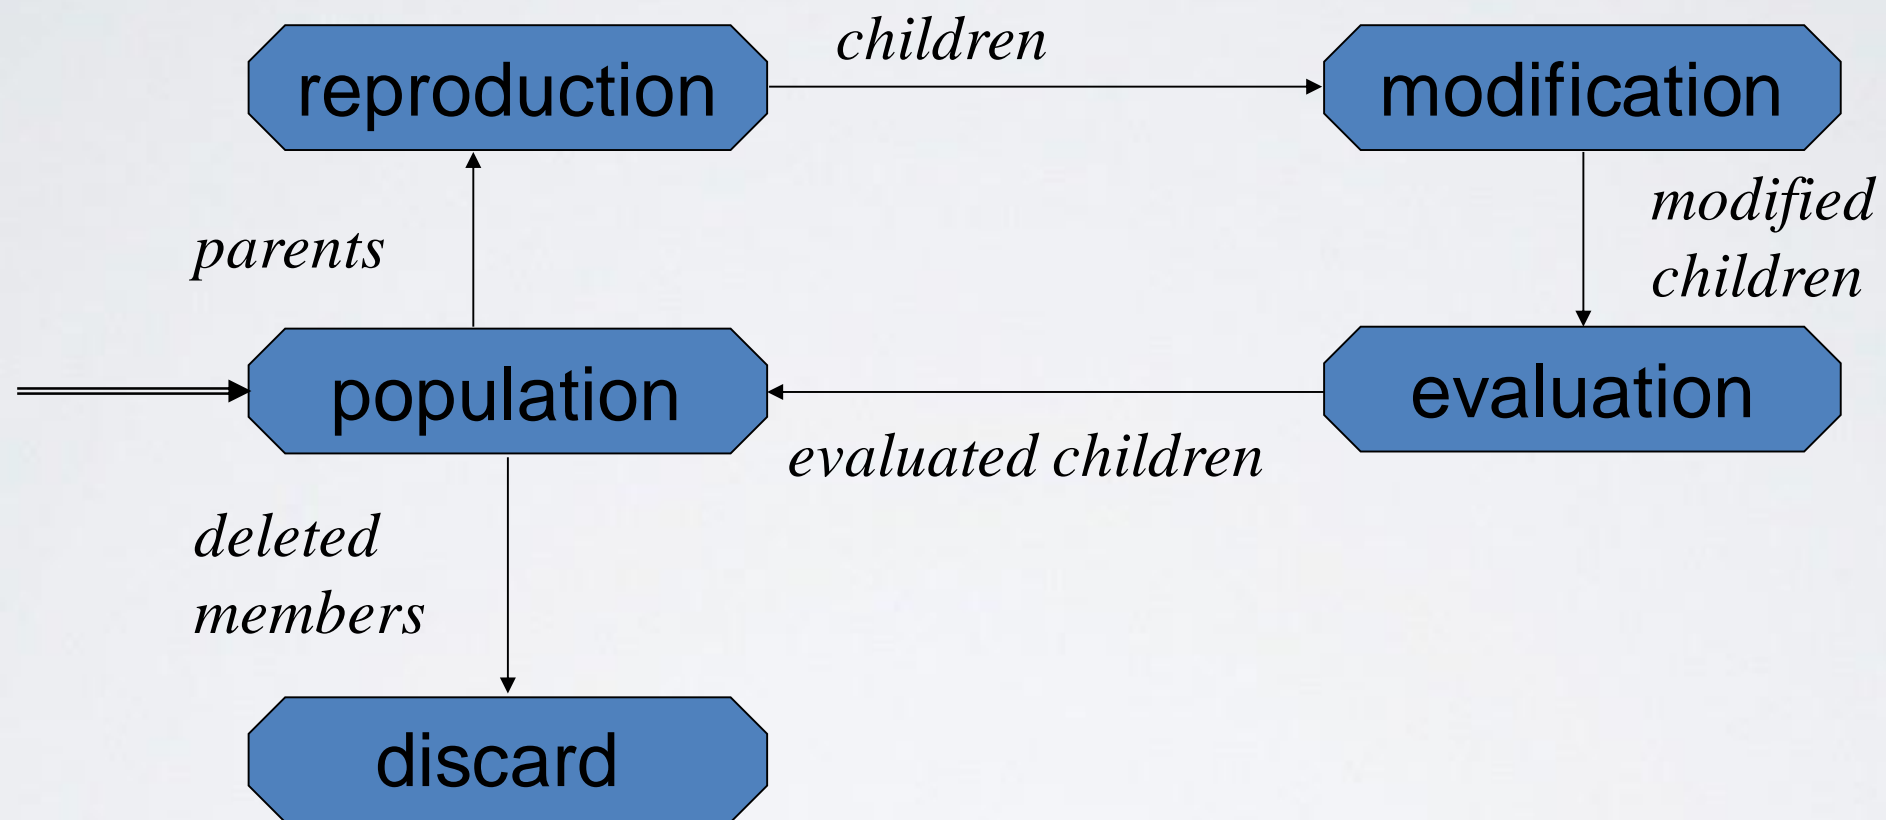 children
reproduction
modification
modified
children
parents
population
evaluation
evaluated children
deleted
members
discard